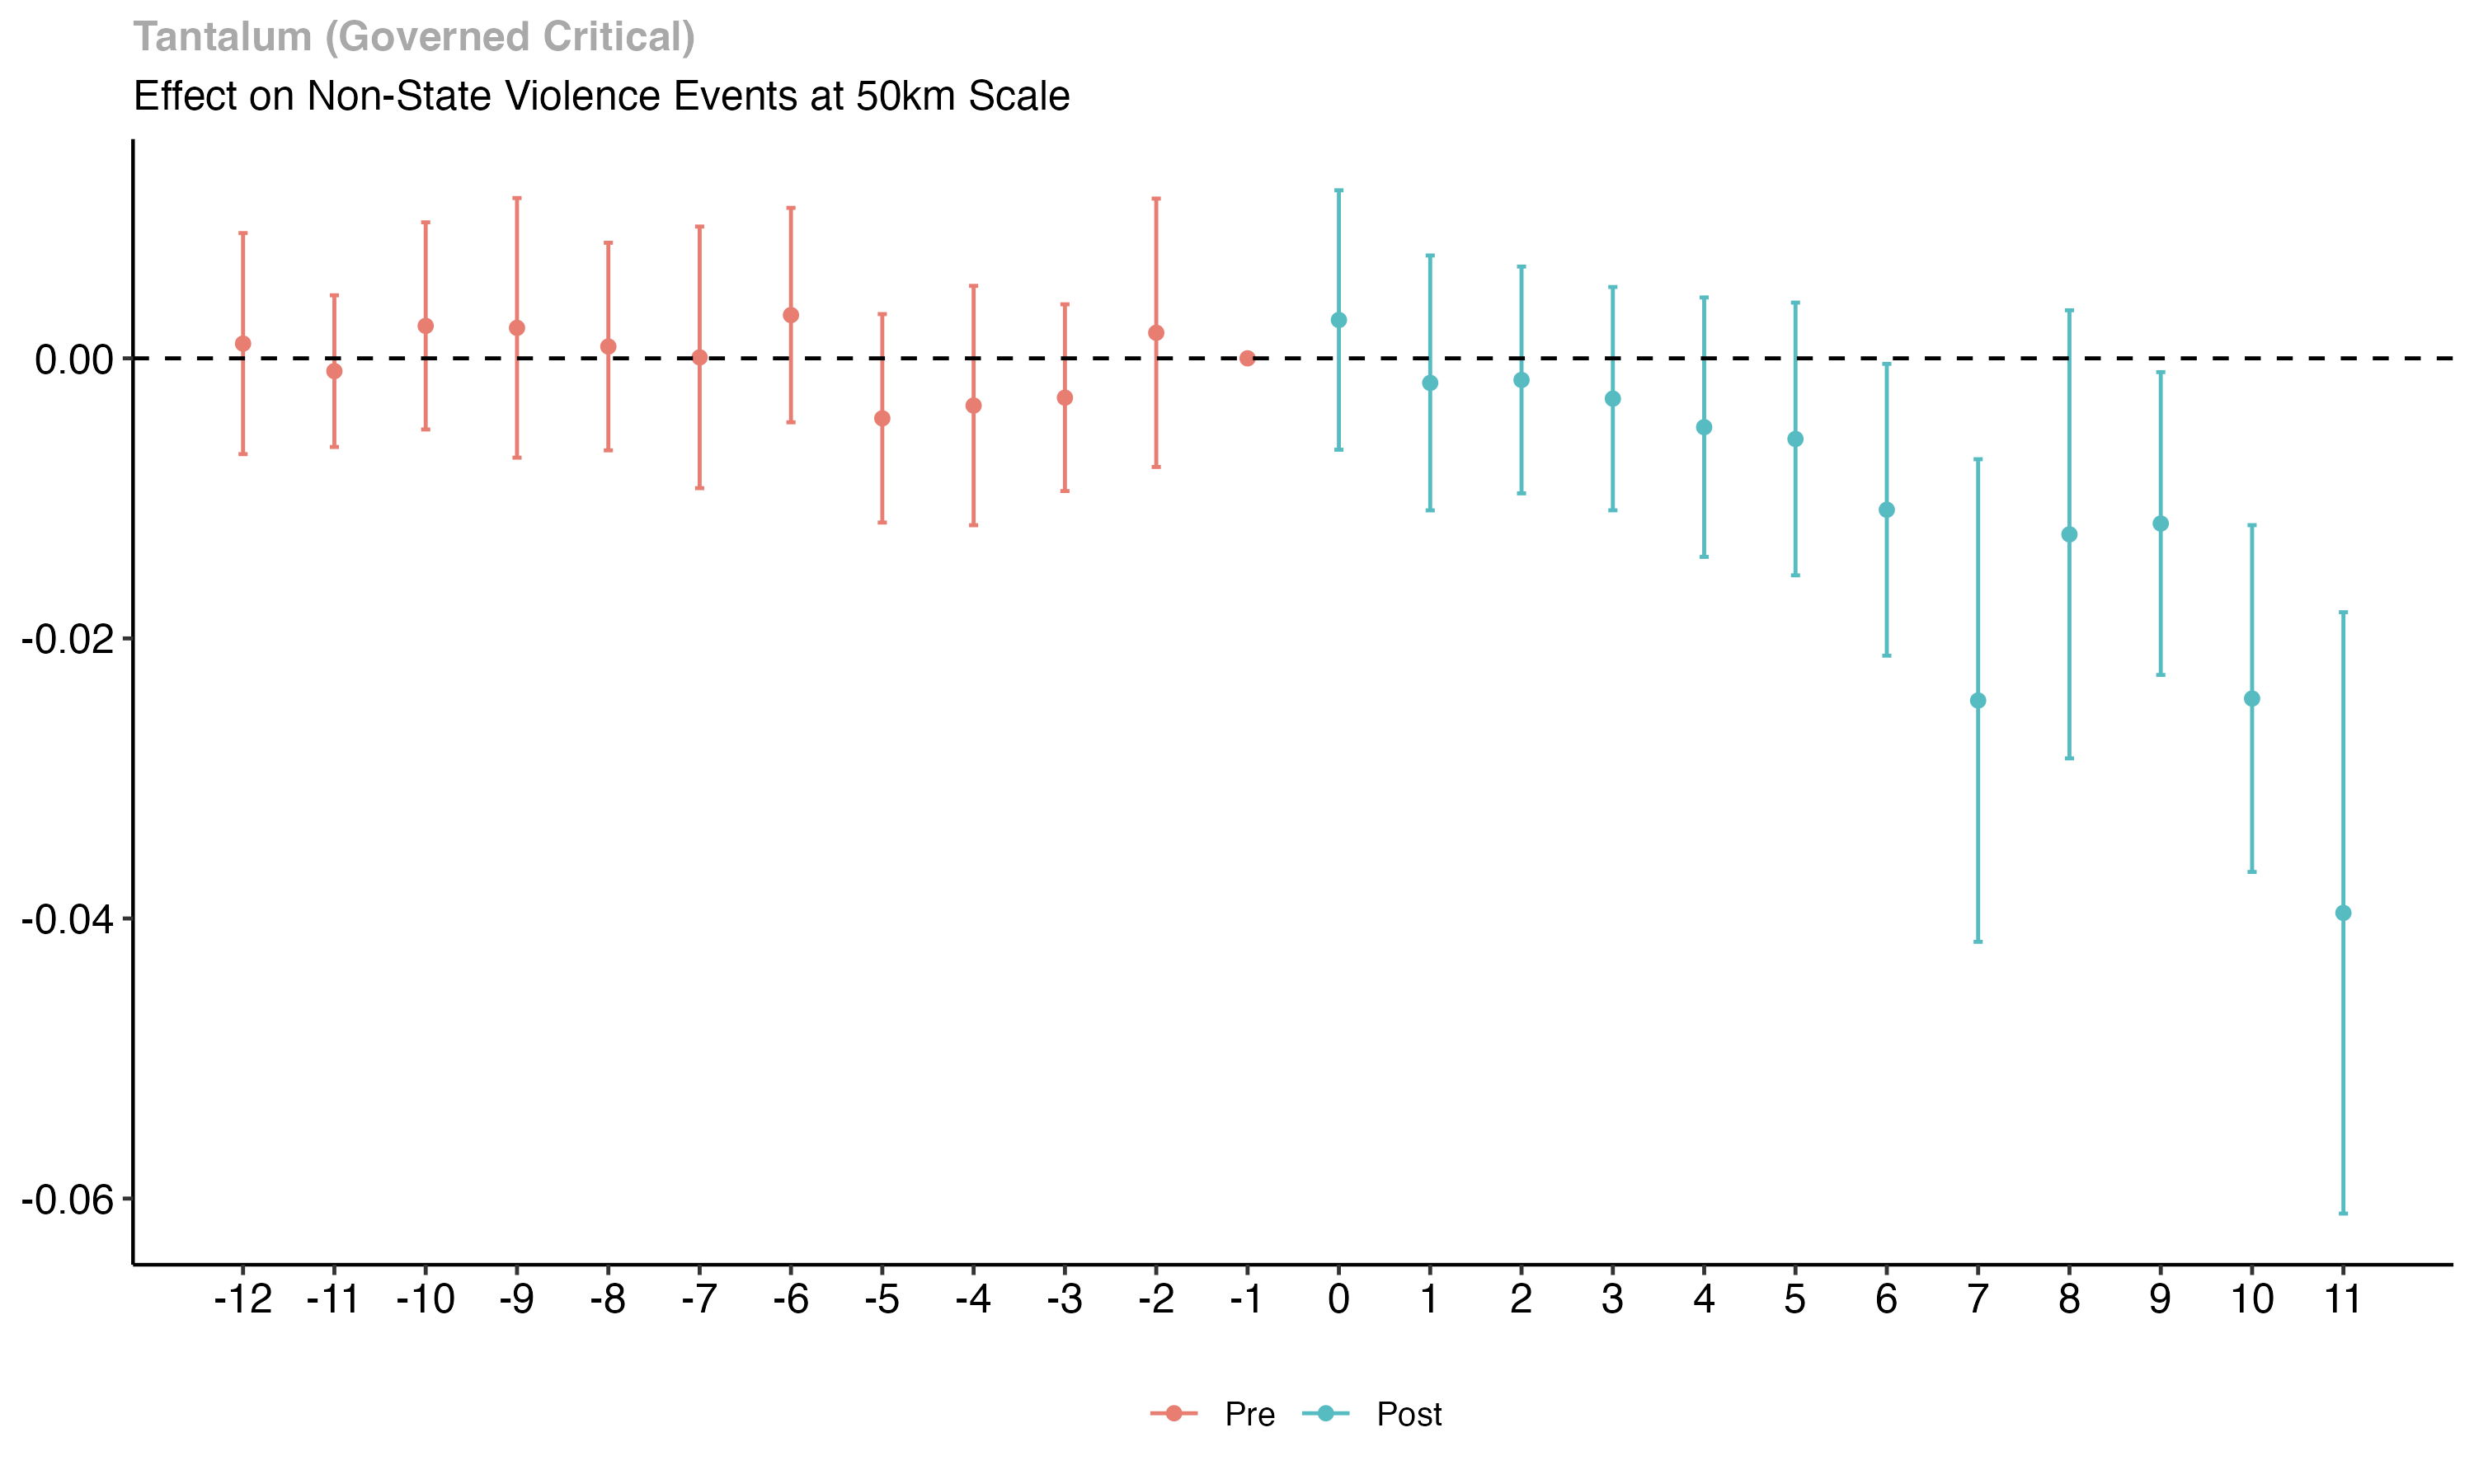 Tantalum (Governed Critical)
Effect on Non-State Violence Events at 50km Scale
0.00
-0.02
-0.04
-0.06
-12 -11 -10 -9 -8 -7 -6 -5 -4 -3 -2 -1 0 1 2 3 4 5 6 7 8 9 10 11
Pre Post